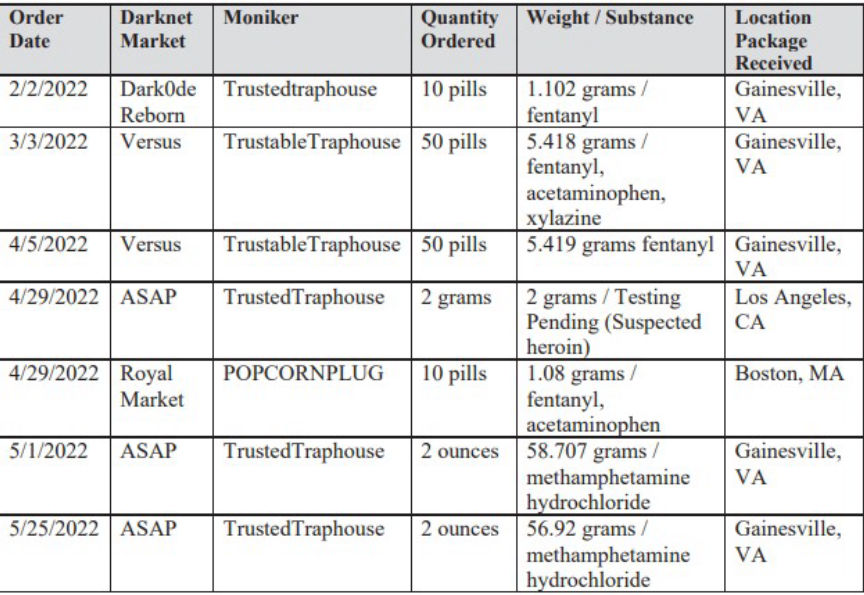 Order Date | Darknet Market | Moniker | Quantity Ordered | Weight / Substance | Location Package Received
2/2/2022 | Dark0de Reborn | Trustedtraphouse | 10 pills | 1.102 grams / fentanyl | Gainesville, VA
3/3/2022 | Versus | TrustableTraphouse | 50 pills | 5.418 grams / fentanyl, acetaminophen, xylazine | Gainesville, VA
4/5/2022 | Versus | TrustableTraphouse | 50 pills | 5.419 grams fentanyl | Gainesville, VA
4/29/2022 | ASAP | TrustedTraphouse | 2 grams | 2 grams / Testing Pending (Suspected heroin) | Los Angeles, CA
4/29/2022 | Royal Market | POPCORNPLUG | 10 pills | 1.08 grams / fentanyl, acetaminophen | Boston, MA
5/1/2022 | ASAP | TrustedTraphouse | 2 ounces | 58.707 grams / methamphetamine hydrochloride | Gainesville, VA
5/25/2022 | ASAP | TrustedTraphouse | 2 ounces | 56.92 grams / methamphetamine hydrochloride | Gainesville, VA